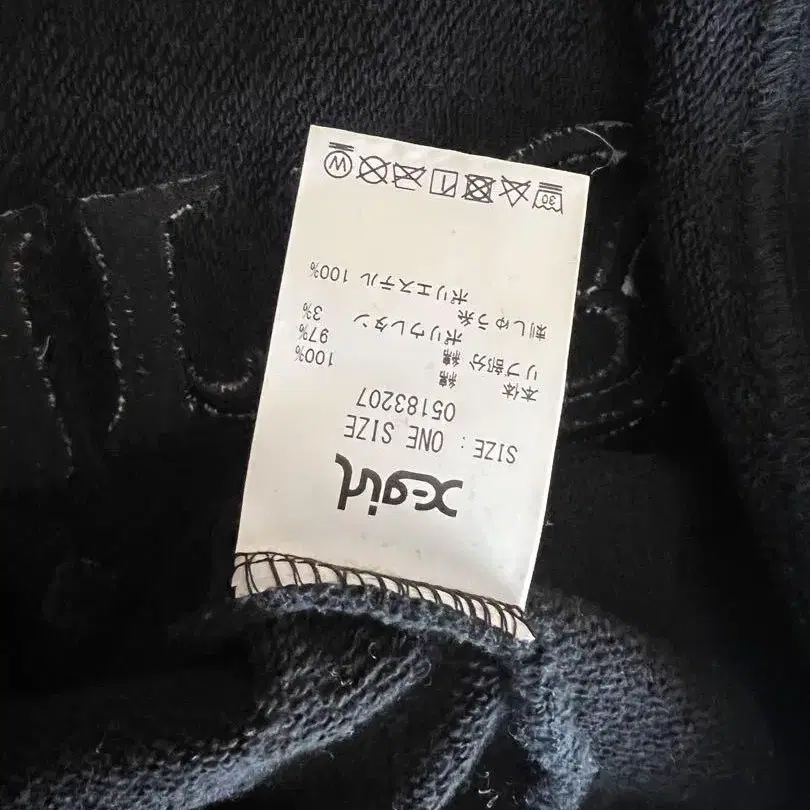 X-girl
SIZE : ONE SIZE
05183207
本体 綿 100%
リブ部分 綿 97%
ポリウレタン 3%
刺しゅう糸
ポリエステル 100%
30
W